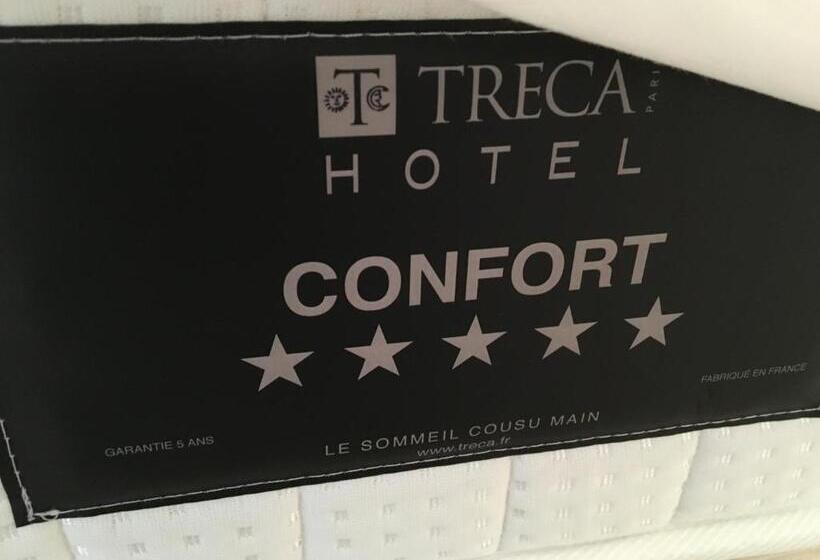 T TRECA PARIS
HOTEL
CONFORT
★★★★★
FABRIQUÉ EN FRANCE
GARANTIE 5 ANS
LE SOMMEIL COUSU MAIN
www.treca.fr